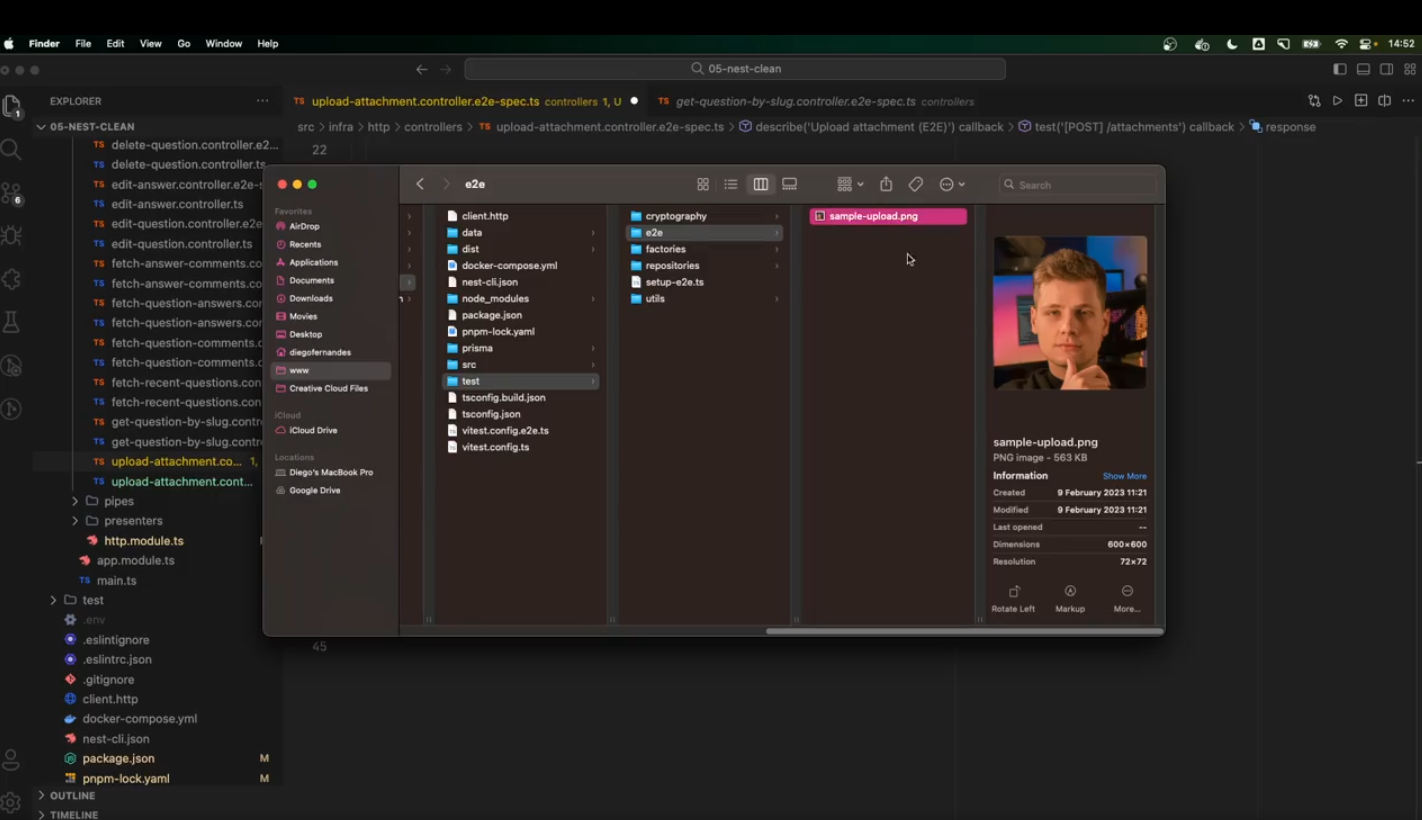 Finder File Edit View Go Window Help 14:52
05-nest-clean
EXPLORER
upload-attachment.controller.e2e-spec.ts controllers 1, U
get-question-by-slug.controller.e2e-spec.ts controllers
05-NEST-CLEAN
src > infra > http > controllers > TS upload-attachment.controller.e2e-spec.ts > describe('Upload attachment (E2E)') callback > test('[POST] /attachments') callback > response
1
6
TS delete-question.controller.e2...
TS delete-question.controller.ts
TS edit-answer.controller.e2e-s
TS edit-answer.controller.ts
TS edit-question.controller.e2e
TS edit-question.controller.ts
TS fetch-answer-comments.co
TS fetch-answer-comments.co
TS fetch-question-answers.co
TS fetch-question-answers.co
TS fetch-question-comments.c
TS fetch-question-comments.c
TS fetch-recent-questions.con
TS fetch-recent-questions.con
TS get-question-by-slug.contr
TS get-question-by-slug.contr
TS upload-attachment.co... 1,
TS upload-attachment.cont...
pipes
presenters
http.module.ts
app.module.ts
TS main.ts
test
.env
.eslintignore
.eslintrc.json
.gitignore
client.http
docker-compose.yml
nest-cli.json
package.json M
pnpm-lock.yaml M
OUTLINE
TIMELINE
22
45
e2e
Search
Favorites
AirDrop
Recents
Applications
Documents
Downloads
Movies
Desktop
diegofernandes
www
Creative Cloud Files
iCloud
iCloud Drive
Locations
Diego's MacBook Pro
Google Drive
client.http
data
dist
docker-compose.yml
nest-cli.json
node_modules
package.json
pnpm-lock.yaml
prisma
src
test
tsconfig.build.json
tsconfig.json
vitest.config.e2e.ts
vitest.config.ts
cryptography
e2e
factories
repositories
setup-e2e.ts
utils
sample-upload.png
sample-upload.png
PNG image - 563 KB
Information Show More
Created 9 February 2023 11:21
Modified 9 February 2023 11:21
Last opened --
Dimensions 600×600
Resolution 72×72
Rotate Left Markup More...